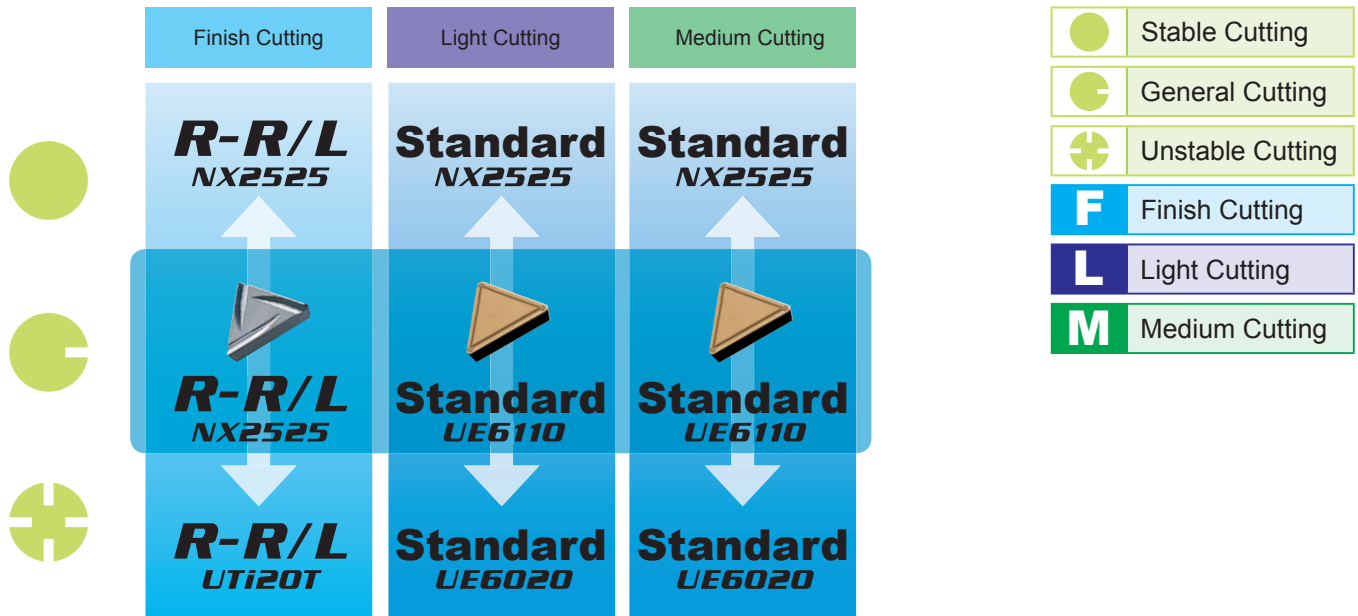 Finish Cutting
Light Cutting
Medium Cutting
R-R/L
NX2525
Standard
NX2525
Standard
NX2525
R-R/L
NX2525
Standard
UE6110
Standard
UE6110
R-R/L
UTi20T
Standard
UE6020
Standard
UE6020
Stable Cutting
General Cutting
Unstable Cutting
F Finish Cutting
L Light Cutting
M Medium Cutting